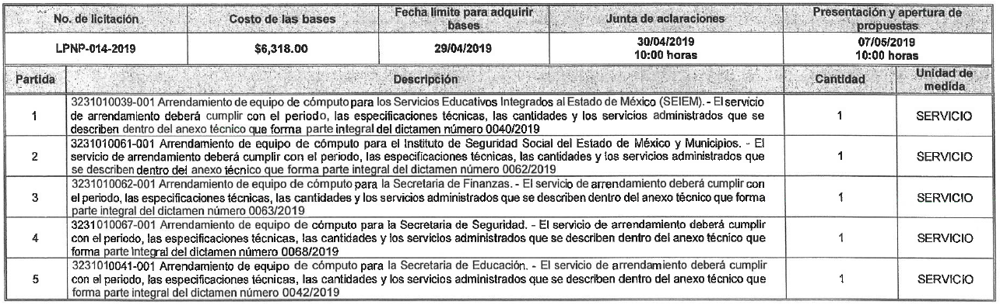 No. de licitación Costo de las bases Fecha límite para adquirir bases Junta de aclaraciones Presentación y apertura de propuestas
LPNP-014-2019 $6,318.00 29/04/2019 30/04/2019 10:00 horas 07/05/2019 10:00 horas
Partida Descripción Cantidad Unidad de medida
1
3231010039-001 Arrendamiento de equipo de cómputo para los Servicios Educativos Integrados al Estado de México (SEIEM). - El servicio
de arrendamiento deberá cumplir con el periodo, las especificaciones técnicas, las cantidades y los servicios administrados que se
describen dentro del anexo técnico que forma parte integral del dictamen número 0040/2019
1 SERVICIO
2
3231010061-001 Arrendamiento de equipo de cómputo para el Instituto de Seguridad Social del Estado de México y Municipios. - El
servicio de arrendamiento deberá cumplir con el periodo, las especificaciones técnicas, las cantidades y los servicios administrados que
se describen dentro del anexo técnico que forma parte integral del dictamen número 0062/2019
1 SERVICIO
3
3231010062-001 Arrendamiento de equipo de cómputo para la Secretaria de Finanzas. - El servicio de arrendamiento deberá cumplir con
el periodo, las especificaciones técnicas, las cantidades y los servicios administrados que se describen dentro del anexo técnico que forma
parte integral del dictamen número 0063/2019
1 SERVICIO
4
3231010067-001 Arrendamiento de equipo de cómputo para la Secretaria de Seguridad. - El servicio de arrendamiento deberá cumplir
con el periodo, las especificaciones técnicas, las cantidades y los servicios administrados que se describen dentro del anexo técnico que
forma parte integral del dictamen número 0068/2019
1 SERVICIO
5
3231010041-001 Arrendamiento de equipo de cómputo para la Secretaria de Educación. - El servicio de arrendamiento deberá cumplir
con el periodo, las especificaciones técnicas, las cantidades y los servicios administrados que se describen dentro del anexo técnico que
forma parte integral del dictamen número 0042/2019
1 SERVICIO